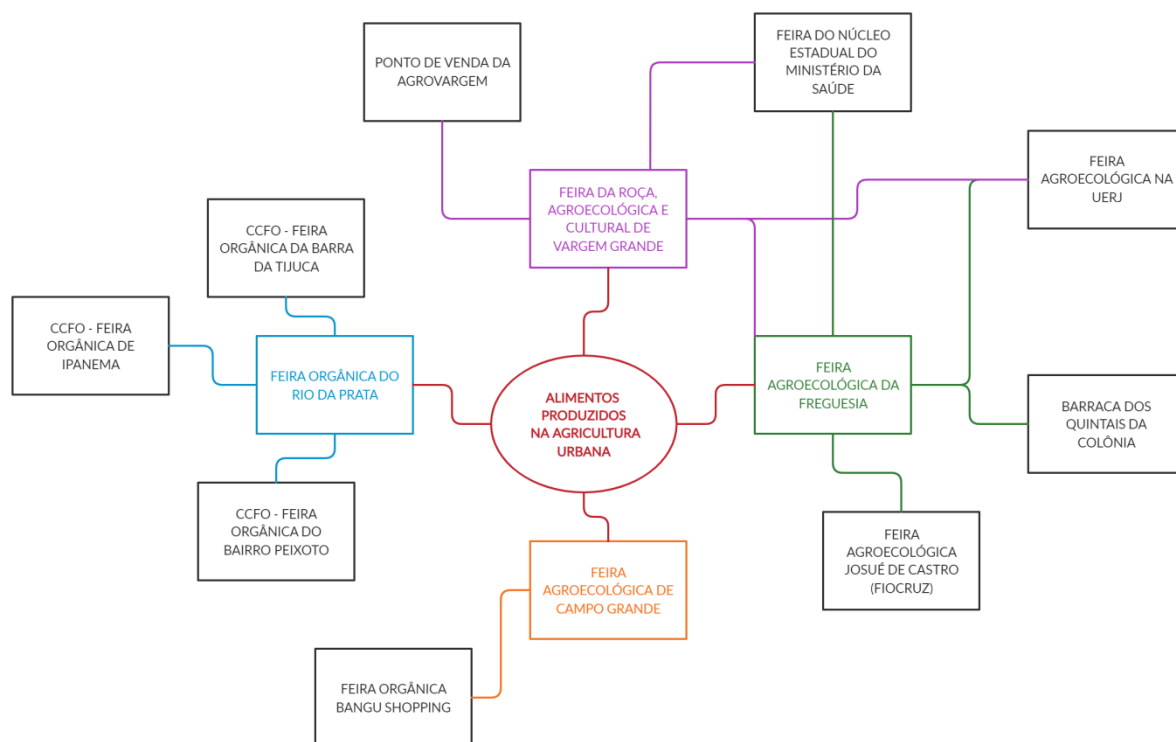 PONTO DE VENDA DA
AGROVARGEM
FEIRA DO NÚCLEO
ESTADUAL DO
MINISTÉRIO DA
SAÚDE
FEIRA
AGROECOLÓGICA NA
UERJ
FEIRA DA ROÇA,
AGROECOLÓGICA E
CULTURAL DE
VARGEM GRANDE
CCFO - FEIRA
ORGÂNICA DA BARRA
DA TIJUCA
CCFO - FEIRA
ORGÂNICA DE
IPANEMA
FEIRA ORGÂNICA DO
RIO DA PRATA
ALIMENTOS
PRODUZIDOS
NA AGRICULTURA
URBANA
FEIRA
AGROECOLÓGICA DA
FREGUESIA
BARRACA DOS
QUINTAIS DA
COLÔNIA
CCFO - FEIRA
ORGÂNICA DO
BAIRRO PEIXOTO
FEIRA
AGROECOLÓGICA
JOSUÉ DE CASTRO
(FIOCRUZ)
FEIRA
AGROECOLÓGICA DE
CAMPO GRANDE
FEIRA ORGÂNICA
BANGU SHOPPING